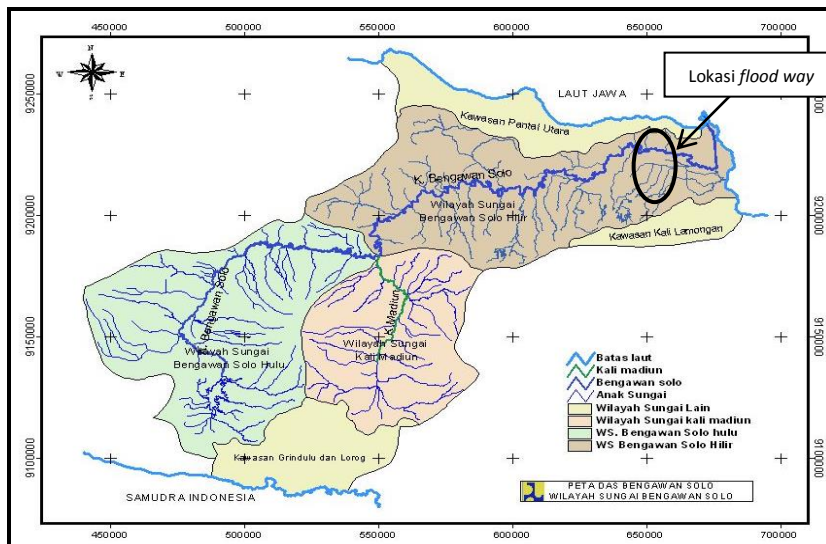 450000 500000 550000 600000 650000 700000
N
W E
S
Lokasi flood way
LAUT JAWA
9250000
Kawasan Pantai Utara
K. Bengawan Solo
Wilayah Sungai
Bengawan Solo Hilir
9200000
9200000
Kawasan Kali Lamongan
Bengawan Solo
K. Madiun
9150000
9150000
Wilayah Sungai
Bengawan Solo Hulu
Wilayah Sungai
Kali Madiun
Batas laut
Kali madiun
Bengawan solo
Anak Sungai
Wilayah Sungai Lain
Wilayah Sungai kali madiun
WS. Bengawan Solo hulu
WS Bengawan Solo Hilir
9100000
9100000
Kawasan Grindulu dan Lorog
SAMUDRA INDONESIA
PETA DAS BENGAWAN SOLO
WILAYAH SUNGAI BENGAWAN SOLO
450000 500000 550000 600000 650000 700000